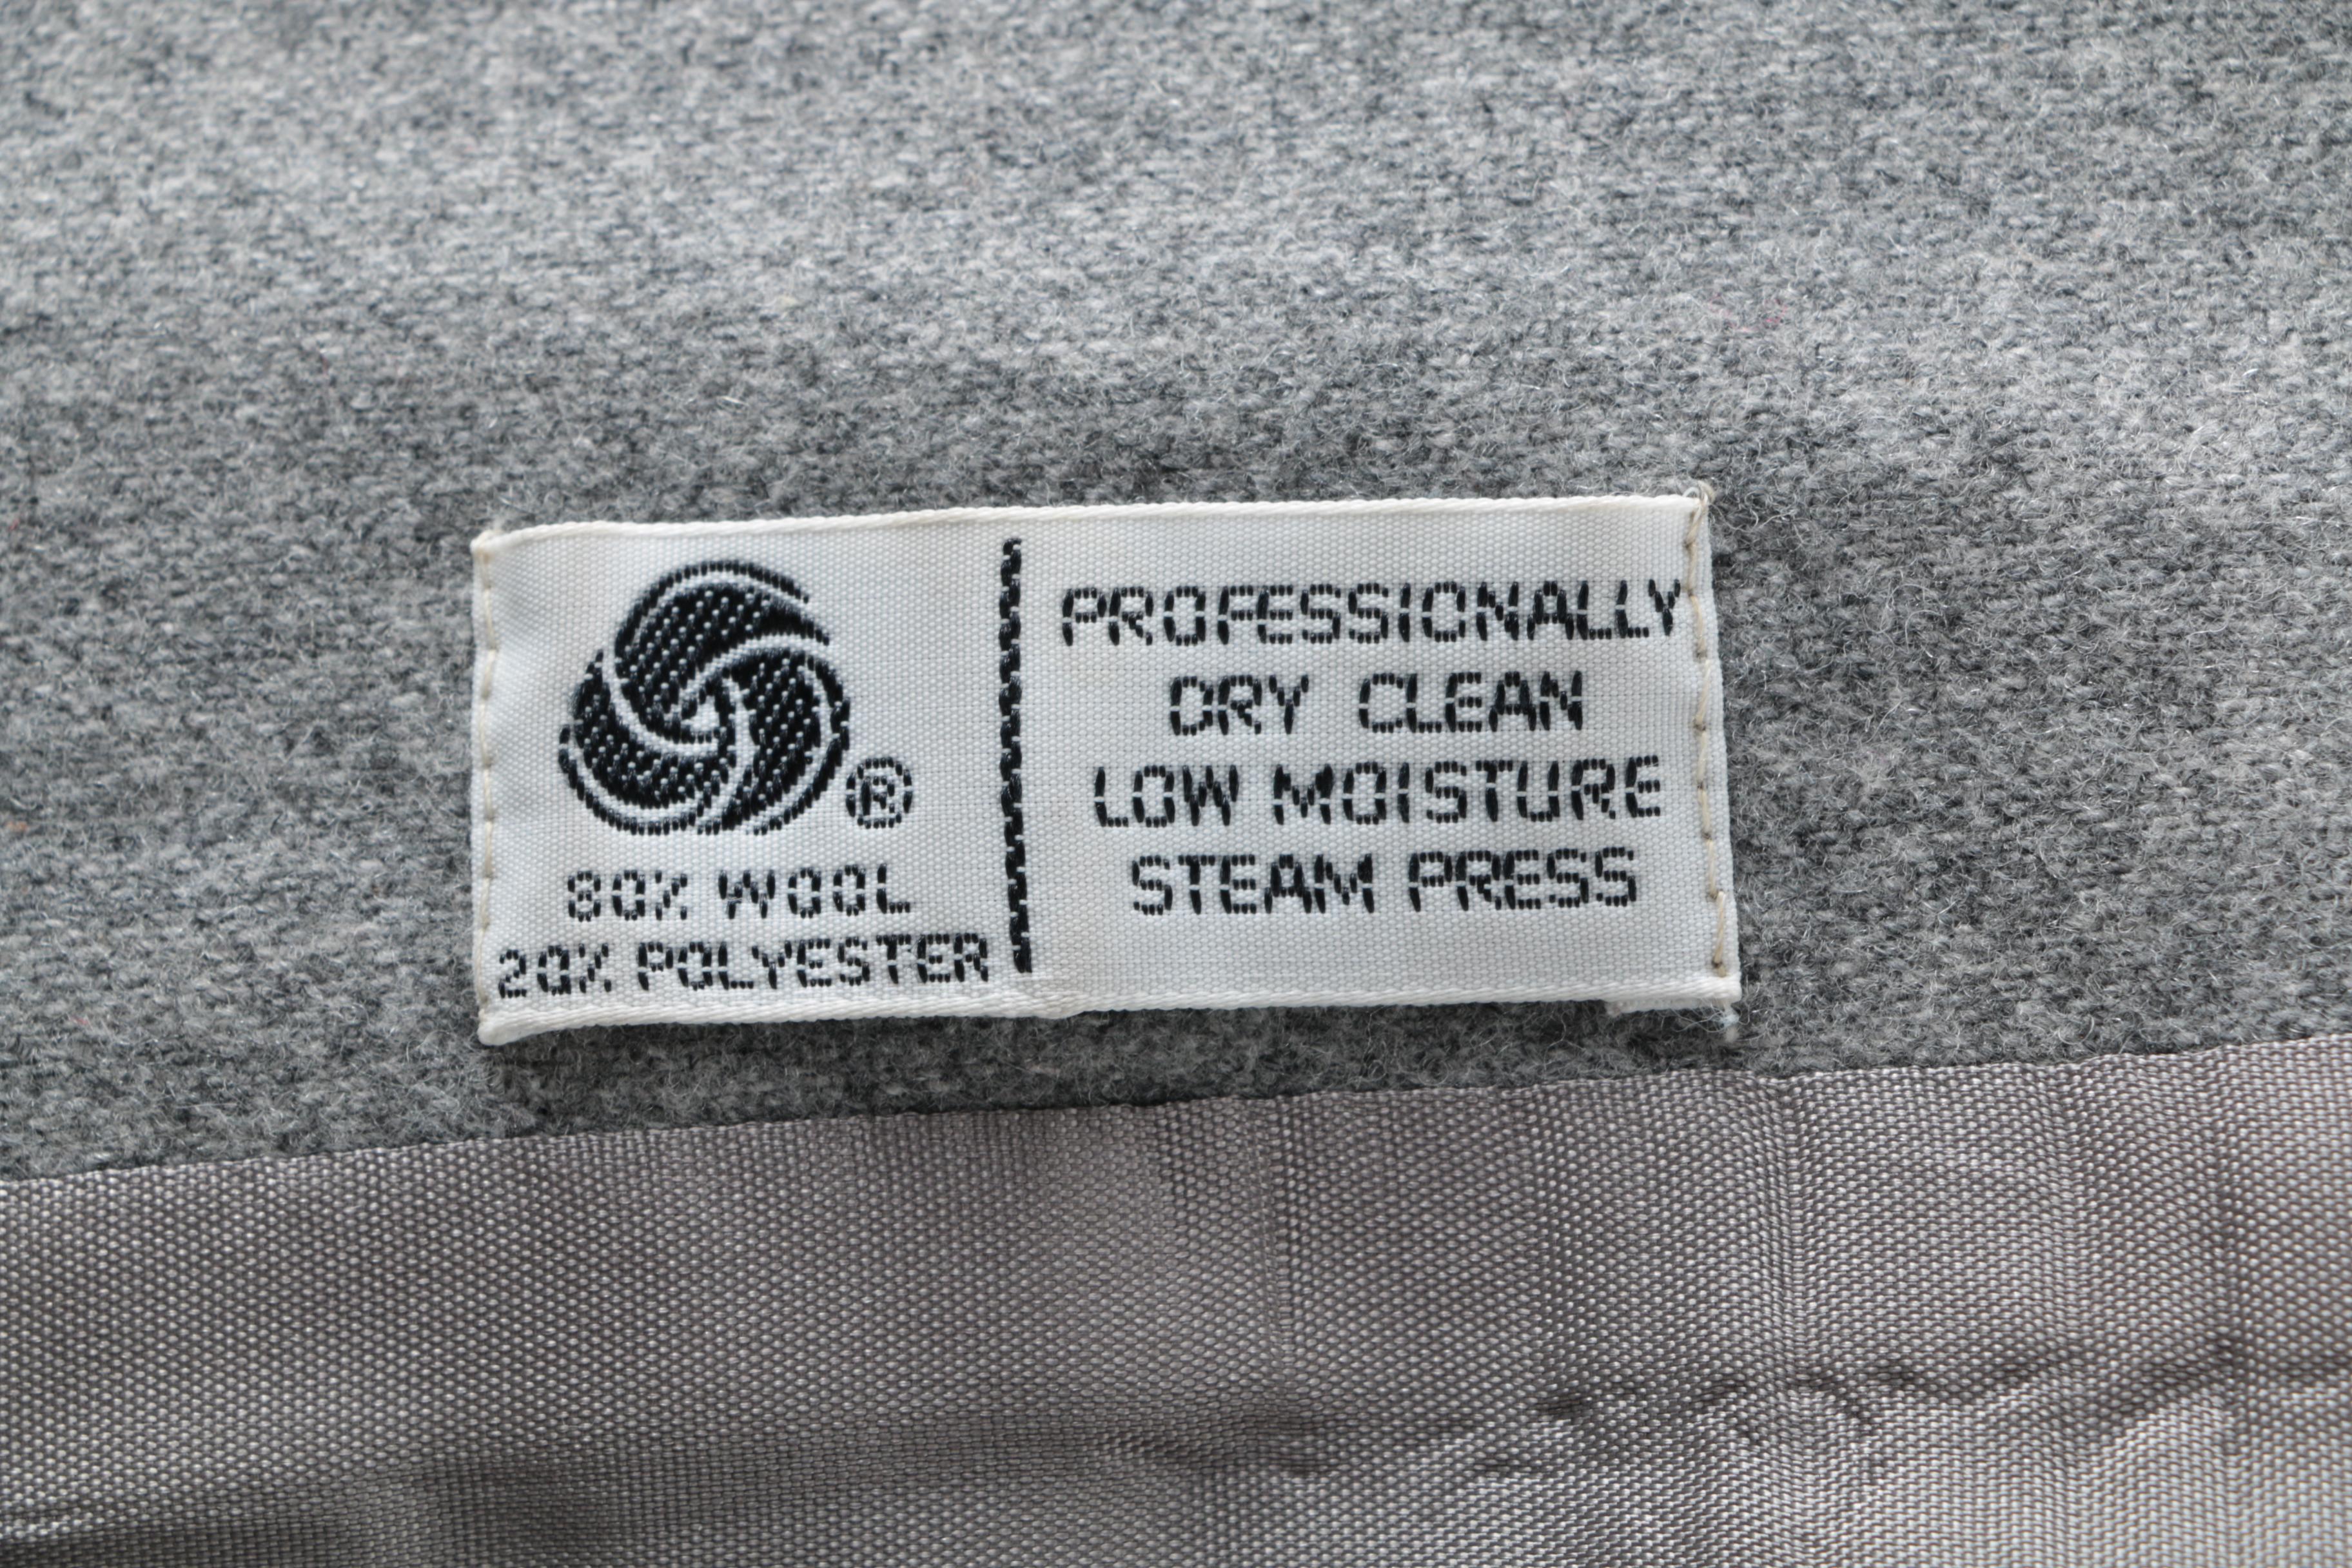 ®
80% WOOL
20% POLYESTER
PROFESSIONALLY
DRY CLEAN
LOW MOISTURE
STEAM PRESS